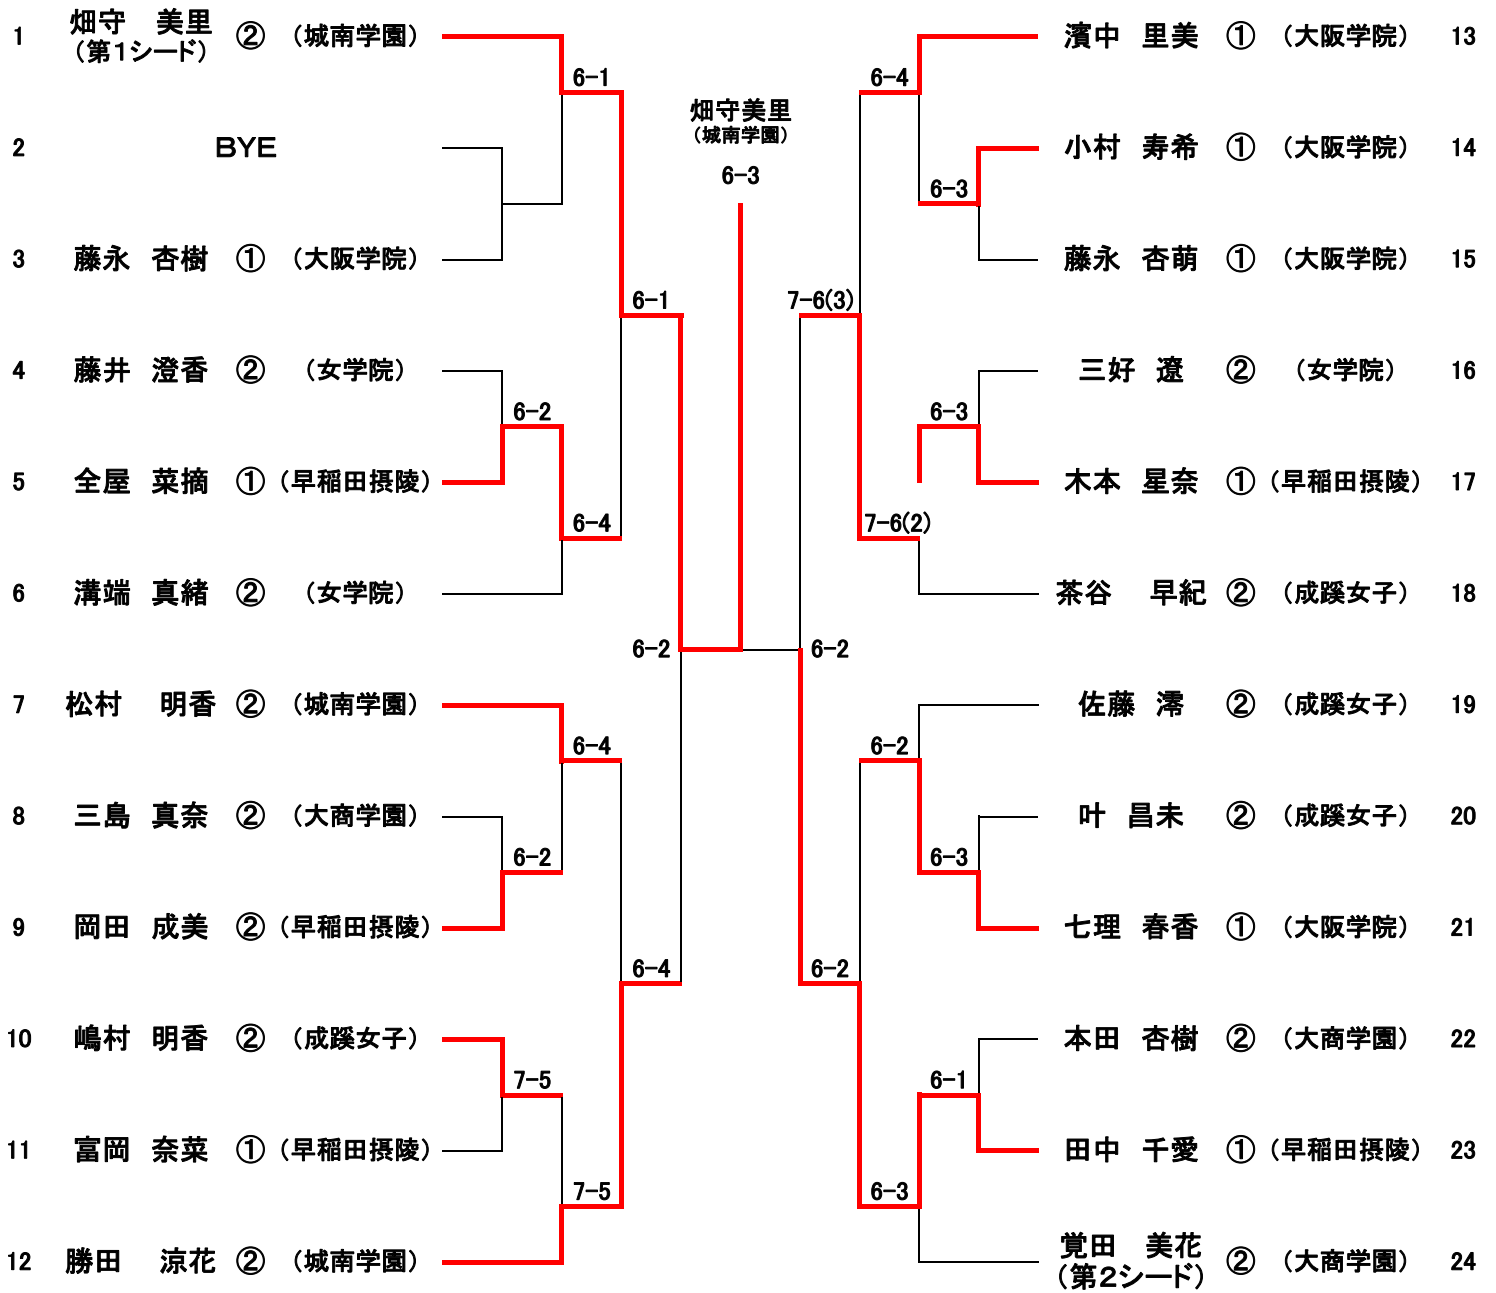 1 畑守 美里 ② (城南学園)
(第1シード)
6-1
2 BYE
3 藤永 杏樹 ① (大阪学院)
6-1
4 藤井 澄香 ② (女学院)
6-2
5 全屋 菜摘 ① (早稲田摂陵)
6-4
6 溝端 真緒 ② (女学院)
6-2
7 松村 明香 ② (城南学園)
6-4
8 三島 真奈 ② (大商学園)
6-2
9 岡田 成美 ② (早稲田摂陵)
6-4
10 嶋村 明香 ② (成蹊女子)
7-5
11 富岡 奈菜 ① (早稲田摂陵)
7-5
12 勝田 涼花 ② (城南学園)
畑守美里
(城南学園)
6-3
濱中 里美 ① (大阪学院) 13
6-4
小村 寿希 ① (大阪学院) 14
6-3
藤永 杏萌 ① (大阪学院) 15
7-6(3)
三好 遼 ② (女学院) 16
6-3
木本 星奈 ① (早稲田摂陵) 17
7-6(2)
茶谷 早紀 ② (成蹊女子) 18
6-2
佐藤 澪 ② (成蹊女子) 19
6-2
叶 昌未 ② (成蹊女子) 20
6-3
七理 春香 ① (大阪学院) 21
6-2
本田 杏樹 ② (大商学園) 22
6-1
田中 千愛 ① (早稲田摂陵) 23
6-3
覚田 美花 ② (大商学園) 24
(第2シード)